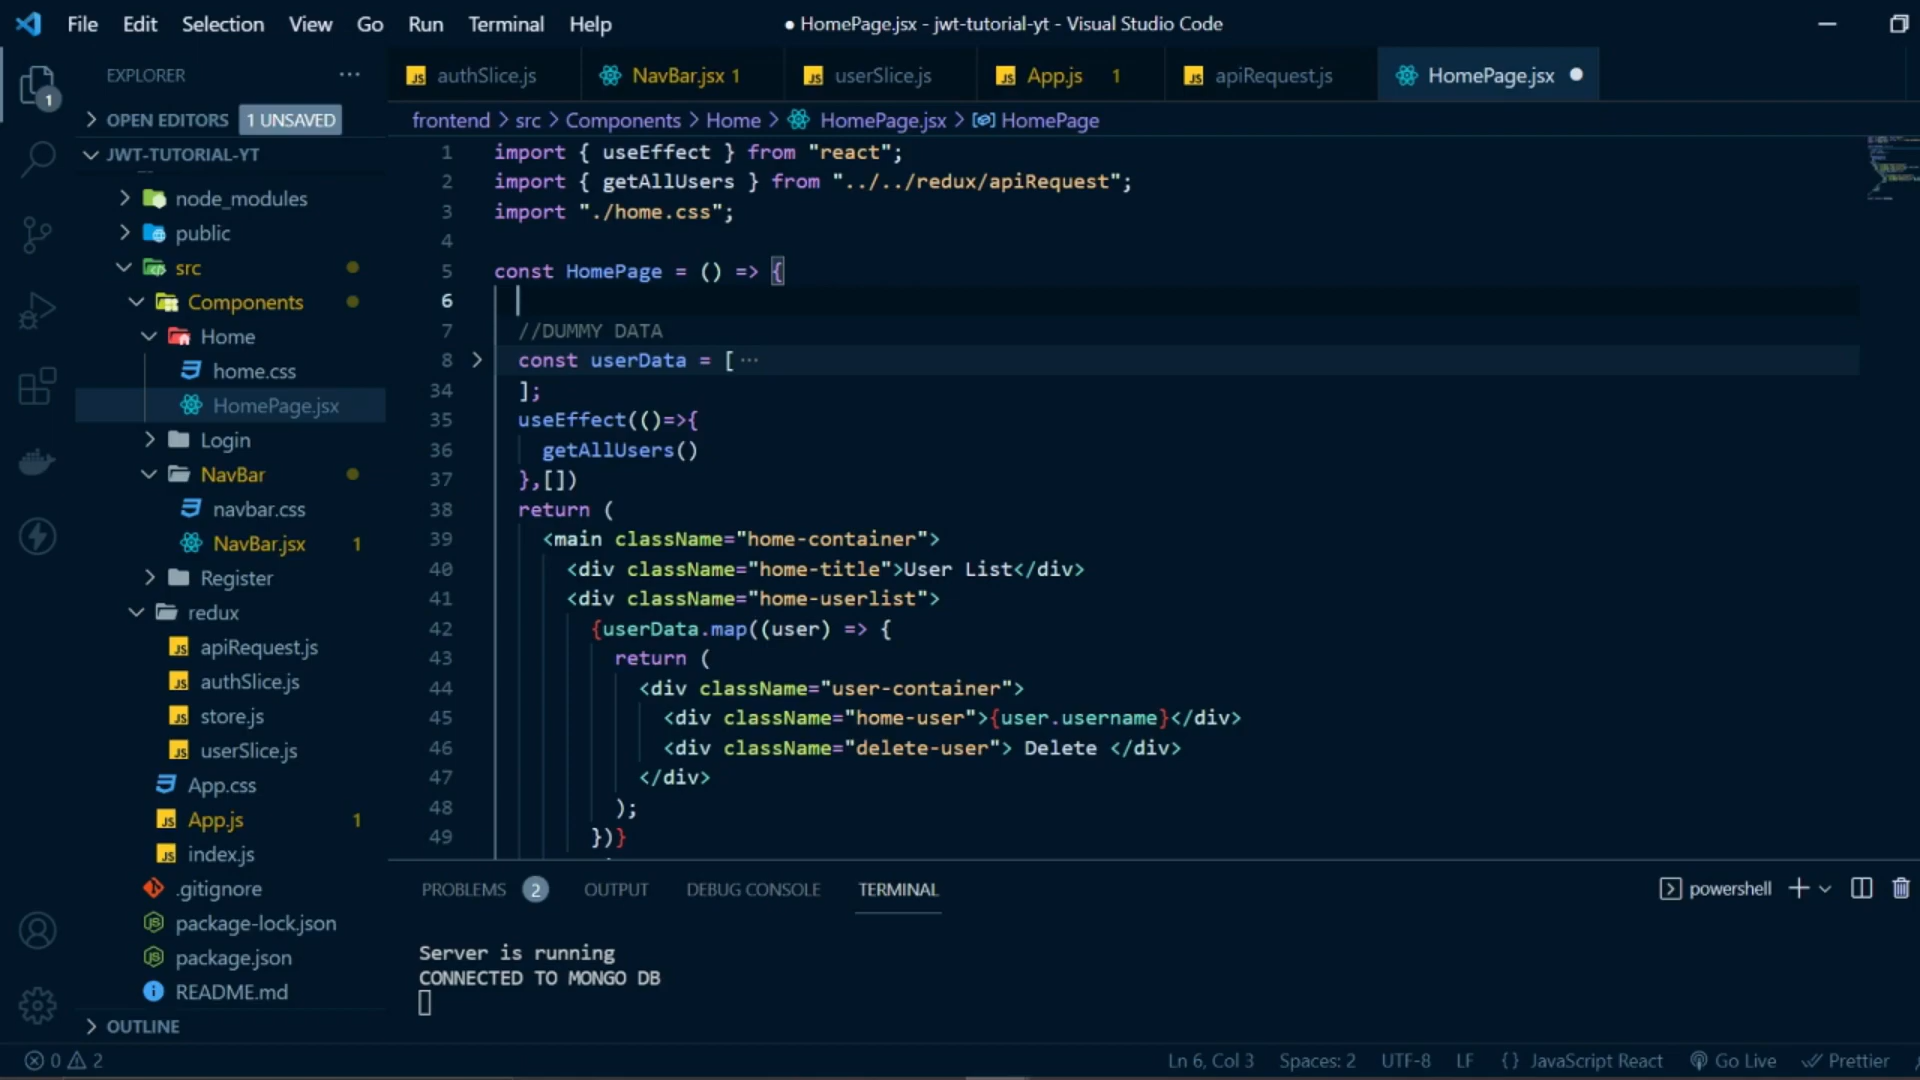 File Edit Selection View Go Run Terminal Help
● HomePage.jsx - jwt-tutorial-yt - Visual Studio Code
EXPLORER ···
authSlice.js
NavBar.jsx 1
userSlice.js
App.js 1
apiRequest.js
HomePage.jsx ●
OPEN EDITORS 1 UNSAVED
frontend > src > Components > Home > HomePage.jsx > HomePage
1
JWT-TUTORIAL-YT
node_modules
public
src
Components
Home
home.css
HomePage.jsx
Login
NavBar
navbar.css
NavBar.jsx 1
Register
redux
apiRequest.js
authSlice.js
store.js
userSlice.js
App.css
App.js 1
index.js
.gitignore
package-lock.json
package.json
README.md
OUTLINE
1 import { useEffect } from "react";
2 import { getAllUsers } from "../../redux/apiRequest";
3 import "./home.css";
4
5 const HomePage = () => {
6
7 //DUMMY DATA
8 const userData = [ ···
34 ];
35 useEffect(()=>{
36 getAllUsers()
37 },[])
38 return (
39 <main className="home-container">
40 <div className="home-title">User List</div>
41 <div className="home-userlist">
42 {userData.map((user) => {
43 return (
44 <div className="user-container">
45 <div className="home-user">{user.username}</div>
46 <div className="delete-user"> Delete </div>
47 </div>
48 );
49 })}
PROBLEMS 2 OUTPUT DEBUG CONSOLE TERMINAL
powershell
Server is running
CONNECTED TO MONGO DB
0 2
Ln 6, Col 3 Spaces: 2 UTF-8 LF {} JavaScript React Go Live Prettier